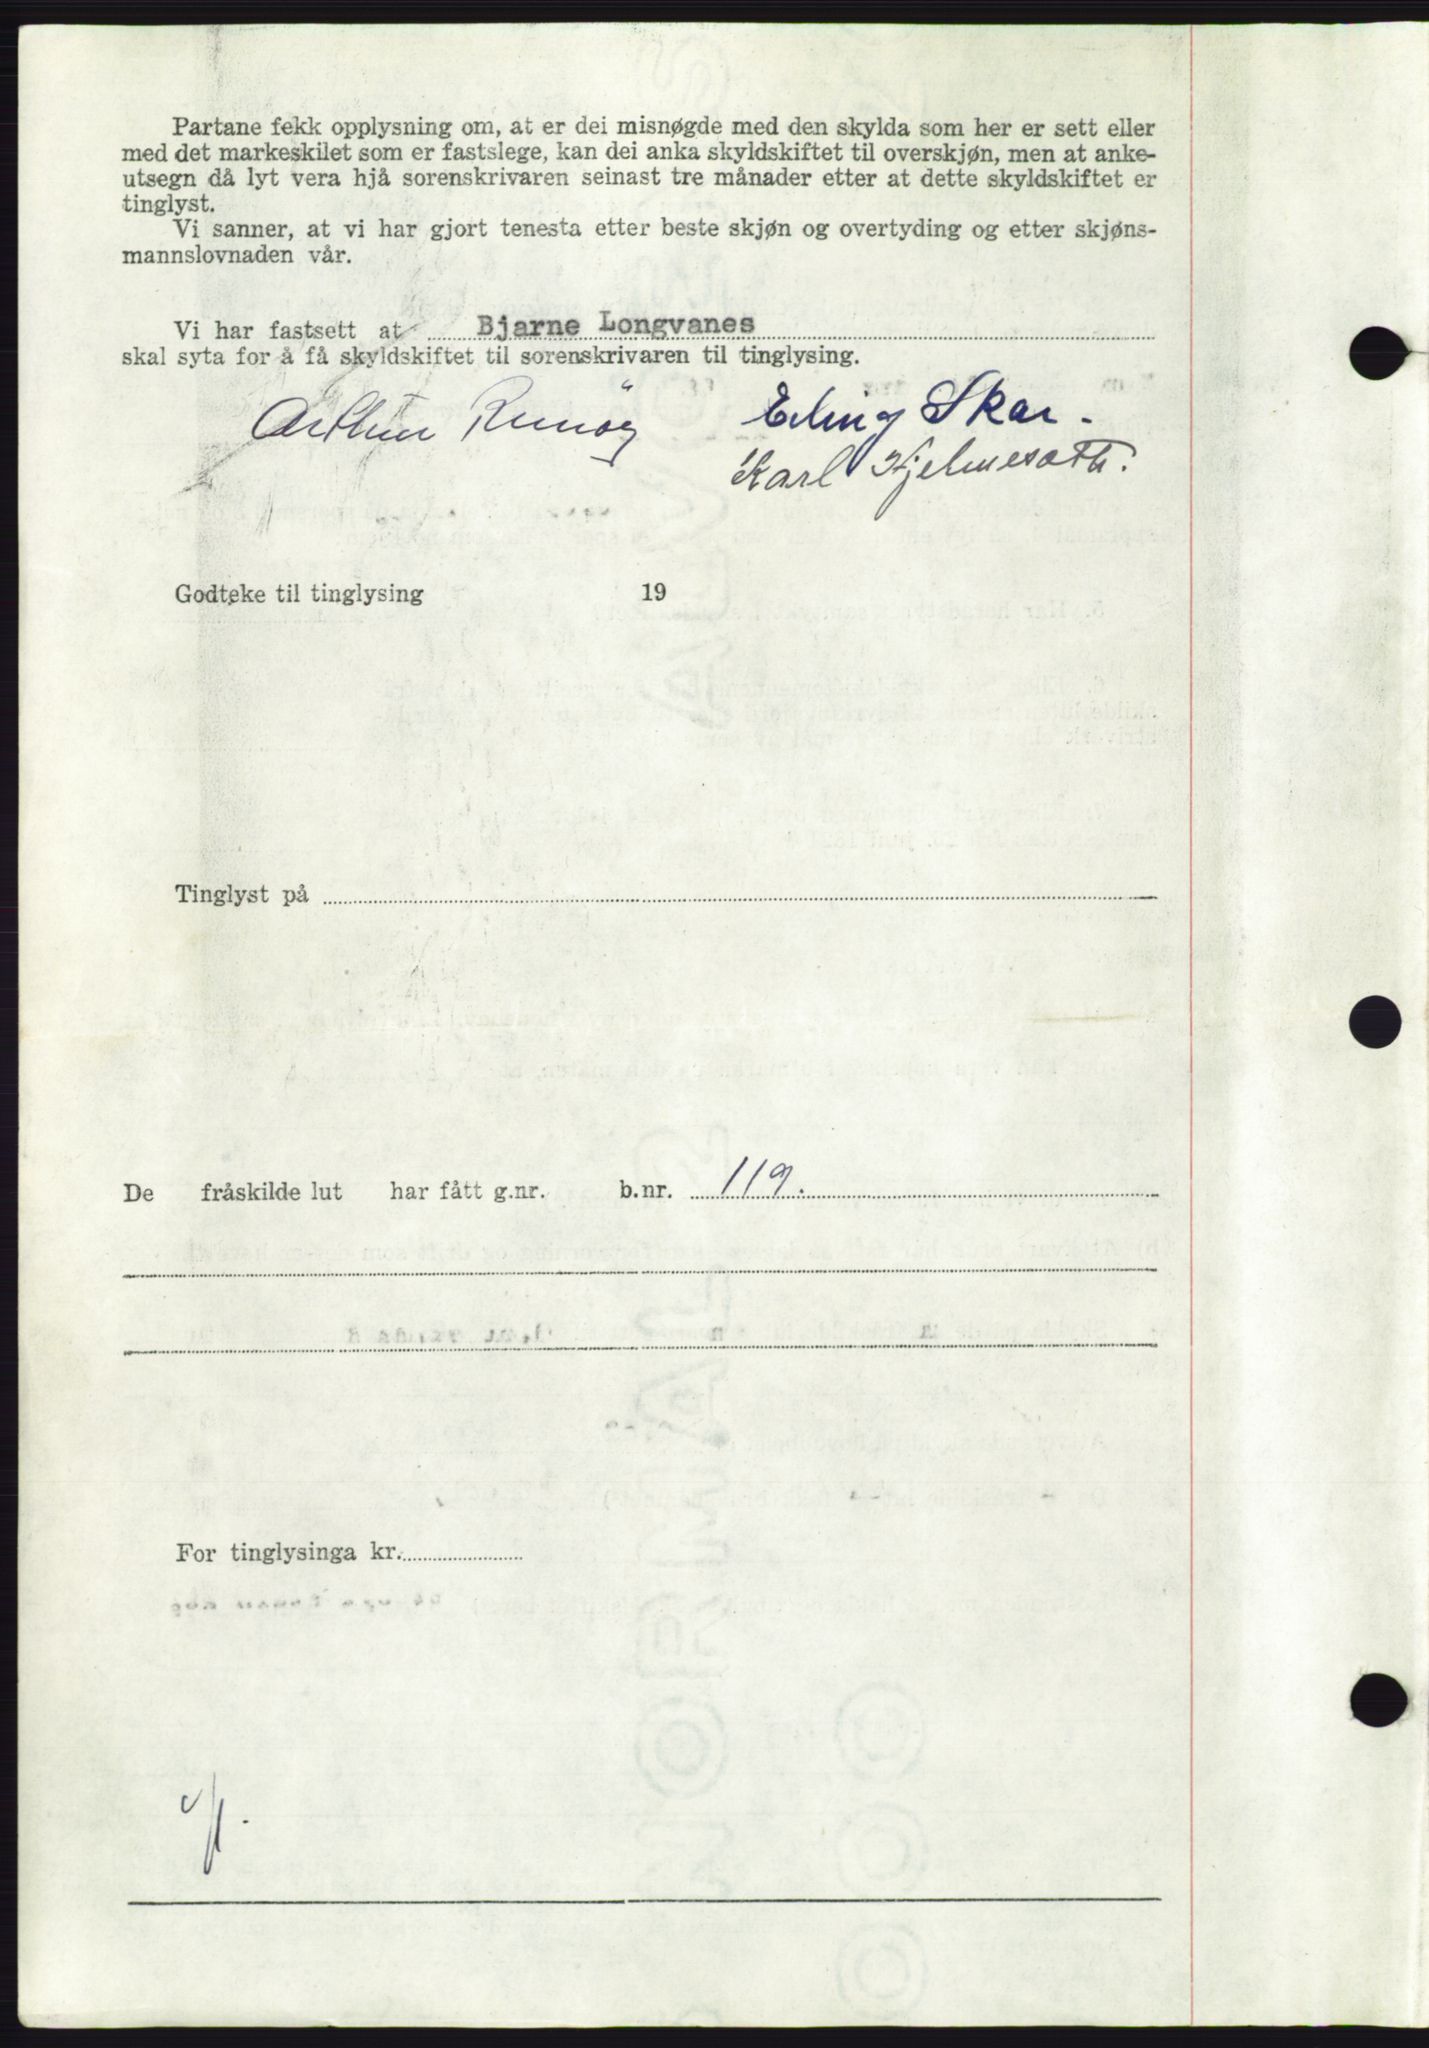 Partane fekk opplysning om, at er dei misnøgde med den skylda som her er sett eller
med det markeskilet som er fastslege, kan dei anka skyldskiftet til overskjøn, men at anke-
utsegn då lyt vera hjå sorenskrivaren seinast tre månader etter at dette skyldskiftet er
tinglyst.
Vi sanner, at vi har gjort tenesta etter beste skjøn og overtyding og etter skjøns-
mannslovnaden vår.
Vi har fastsett at Bjarne Longvanes
skal syta for å få skyldskiftet til sorenskrivaren til tinglysing.
Arthur Skar.
Karl
Godteke til tinglysing 19
Tinglyst på
De fråskilde lut har fått g.nr. b.nr. 119.
For tinglysinga kr.